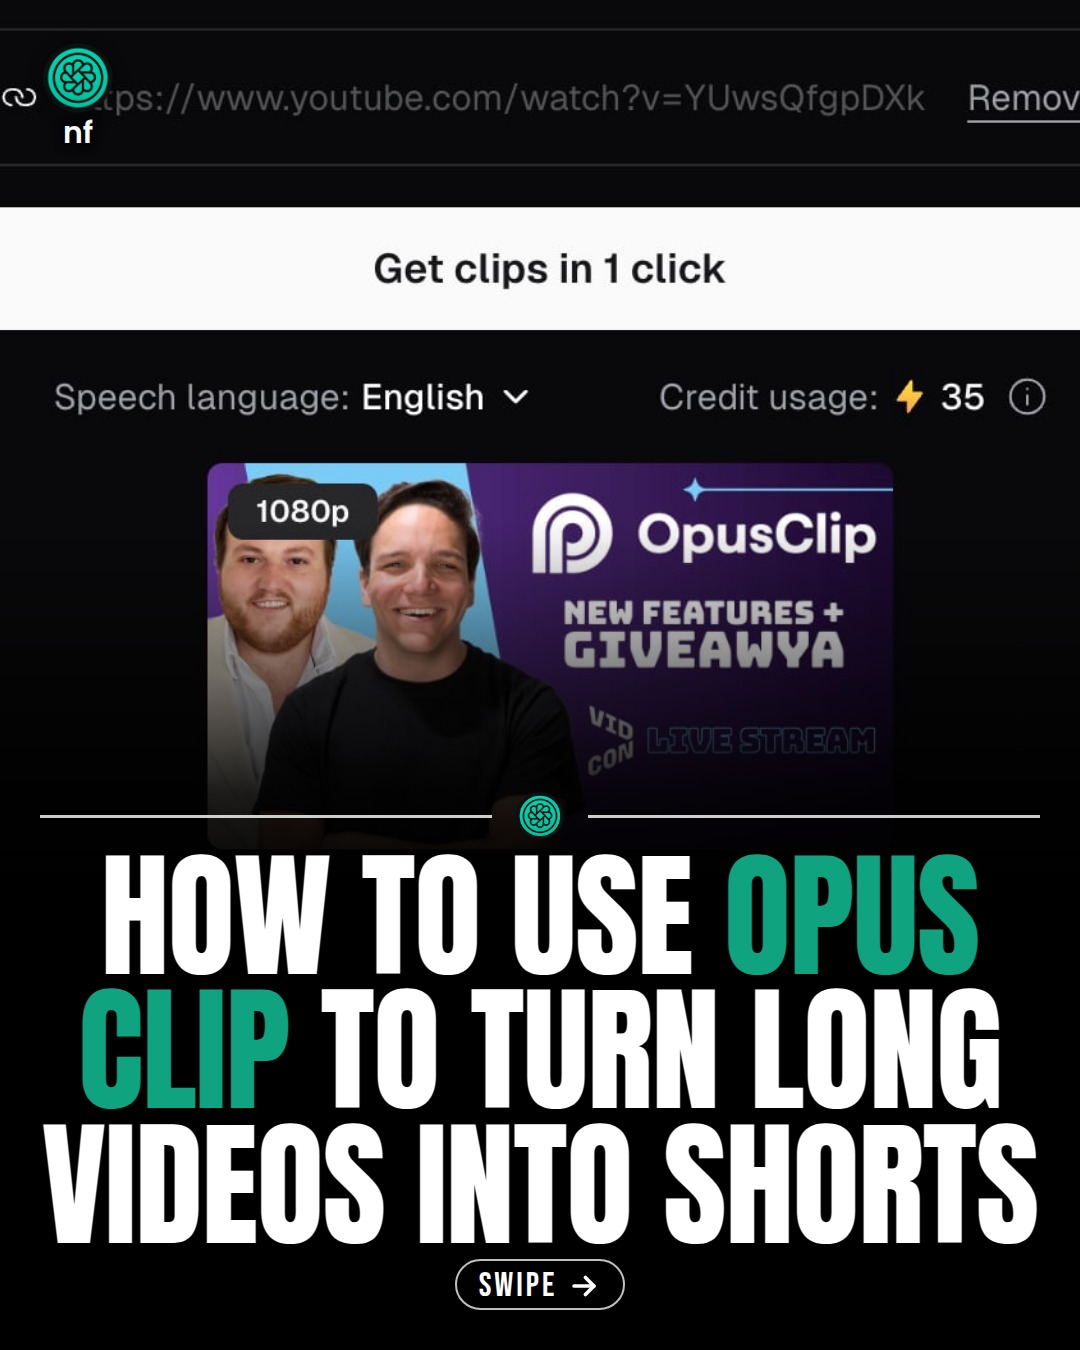 tps://www.youtube.com/watch?v=YUwsQfgpDXk Remov
nf
Get clips in 1 click
Speech language: English
Credit usage: 35
1080p
OpusClip
NEW FEATURES +
GIVEAWYA
VID
CON
LIVE STREAM
HOW TO USE OPUS
CLIP TO TURN LONG
VIDEOS INTO SHORTS
SWIPE →